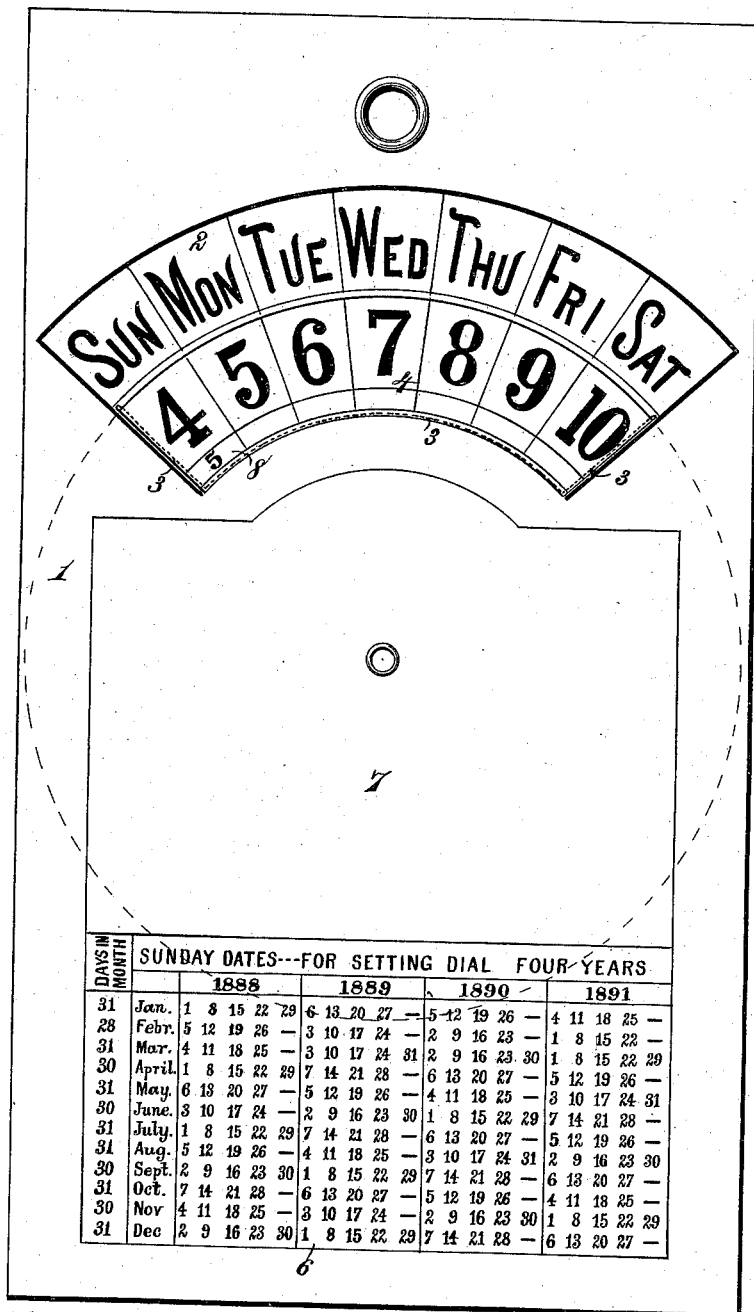 2
SUN MON TUE WED THU FRI SAT
4 5 6 7 8 9 10
4
3 5 8 3 3
1
7
DAYS IN MONTH SUNDAY DATES---FOR SETTING DIAL FOUR YEARS
1888 1889 1890 1891
31 Jan. 1 8 15 22 29 6 13 20 27 — 5 12 19 26 — 4 11 18 25 —
28 Febr. 5 12 19 26 — 3 10 17 24 — 2 9 16 23 — 1 8 15 22 —
31 Mar. 4 11 18 25 — 3 10 17 24 31 2 9 16 23 30 1 8 15 22 29
30 April. 1 8 15 22 29 7 14 21 28 — 6 13 20 27 — 5 12 19 26 —
31 May. 6 13 20 27 — 5 12 19 26 — 4 11 18 25 — 3 10 17 24 31
30 June. 3 10 17 24 — 2 9 16 23 30 1 8 15 22 29 7 14 21 28 —
31 July. 1 8 15 22 29 7 14 21 28 — 6 13 20 27 — 5 12 19 26 —
31 Aug. 5 12 19 26 — 4 11 18 25 — 3 10 17 24 31 2 9 16 23 30
30 Sept. 2 9 16 23 30 1 8 15 22 29 7 14 21 28 — 6 13 20 27 —
31 Oct. 7 14 21 28 — 6 13 20 27 — 5 12 19 26 — 4 11 18 25 —
30 Nov 4 11 18 25 — 3 10 17 24 — 2 9 16 23 30 1 8 15 22 29
31 Dec 2 9 16 23 30 1 8 15 22 29 7 14 21 28 — 6 13 20 27 —
6